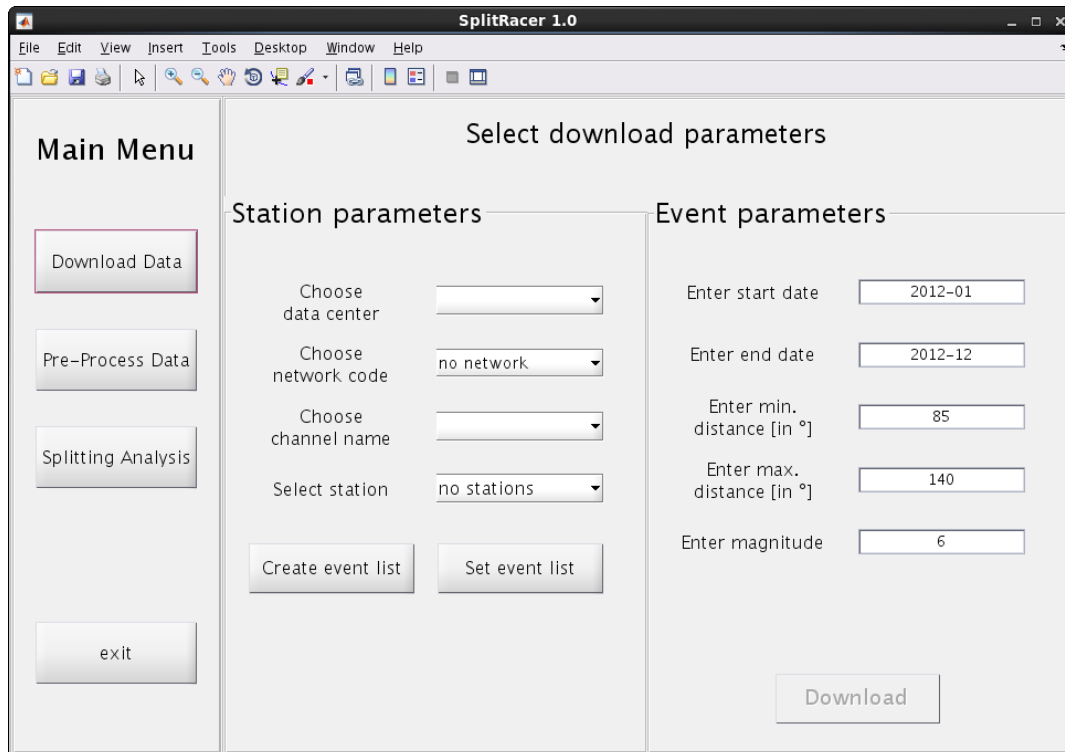 SplitRacer 1.0
File Edit View Insert Tools Desktop Window Help
Main Menu
Download Data
Pre-Process Data
Splitting Analysis
exit
Select download parameters
Station parameters
Choose
data center
Choose
network code
no network
Choose
channel name
Select station
no stations
Create event list
Set event list
Event parameters
Enter start date
2012-01
Enter end date
2012-12
Enter min.
distance [in °]
85
Enter max.
distance [in °]
140
Enter magnitude
6
Download